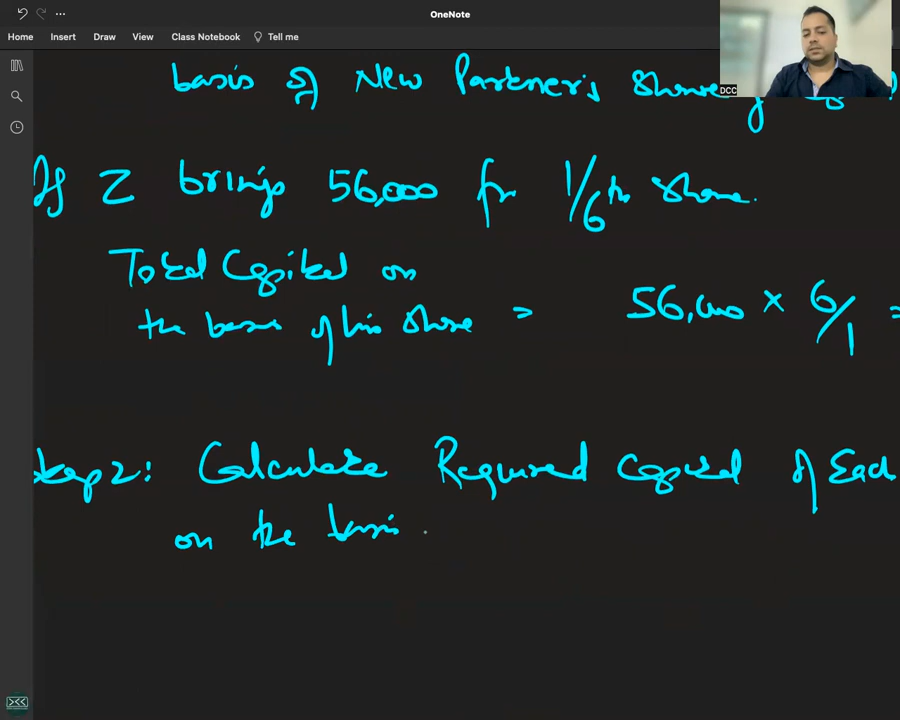 OneNote
Home Insert Draw View Class Notebook Tell me
DCC
basis of New Partner's Share
If Z brings 56,000 for 1/6th Share.
Total Capital on
the basis of his Share = 56,000 × 6/1 =
Step 2: Calculate Required Capital of Each
on the basis